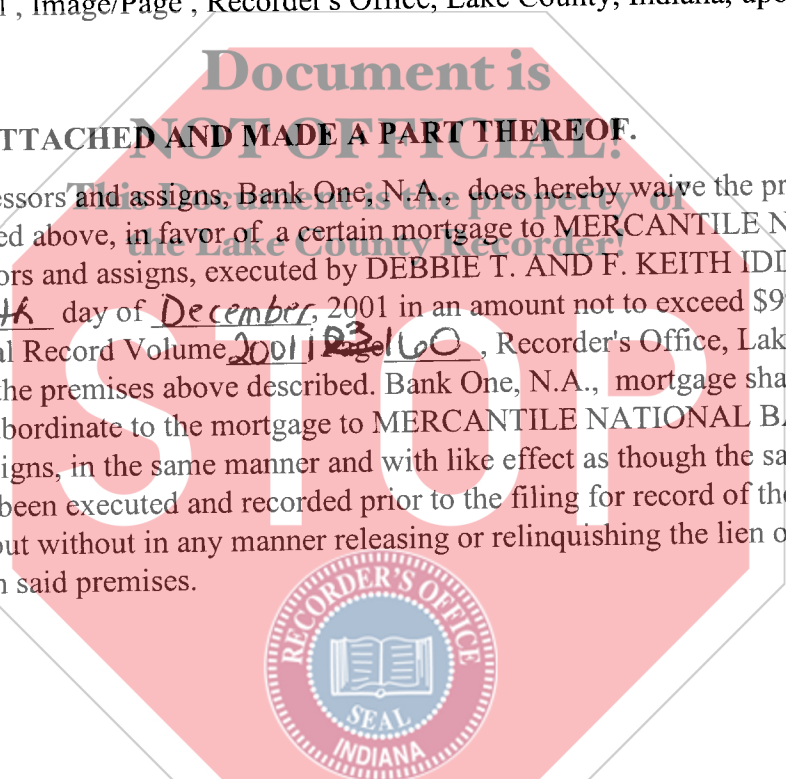 , Image/Page , Recorder's Office, Lake County, Indiana, upo
Document is
NOT OFFICIAL!
TTACHED AND MADE A PART THEREOF.
This Document is the property of
the Lake County Recorder!
essors and assigns, Bank One, N.A., does hereby waive the pr
ed above, in favor of a certain mortgage to MERCANTILE N
ors and assigns, executed by DEBBIE T. AND F. KEITH IDD
th day of December, 2001 in an amount not to exceed $9
al Record Volume 2001 103160 , Recorder's Office, Lak
the premises above described. Bank One, N.A., mortgage sha
bordinate to the mortgage to MERCANTILE NATIONAL BA
igns, in the same manner and with like effect as though the sa
been executed and recorded prior to the filing for record of the
out without in any manner releasing or relinquishing the lien o
n said premises.
STOP
RECORDER'S OFFICE
SEAL
INDIANA